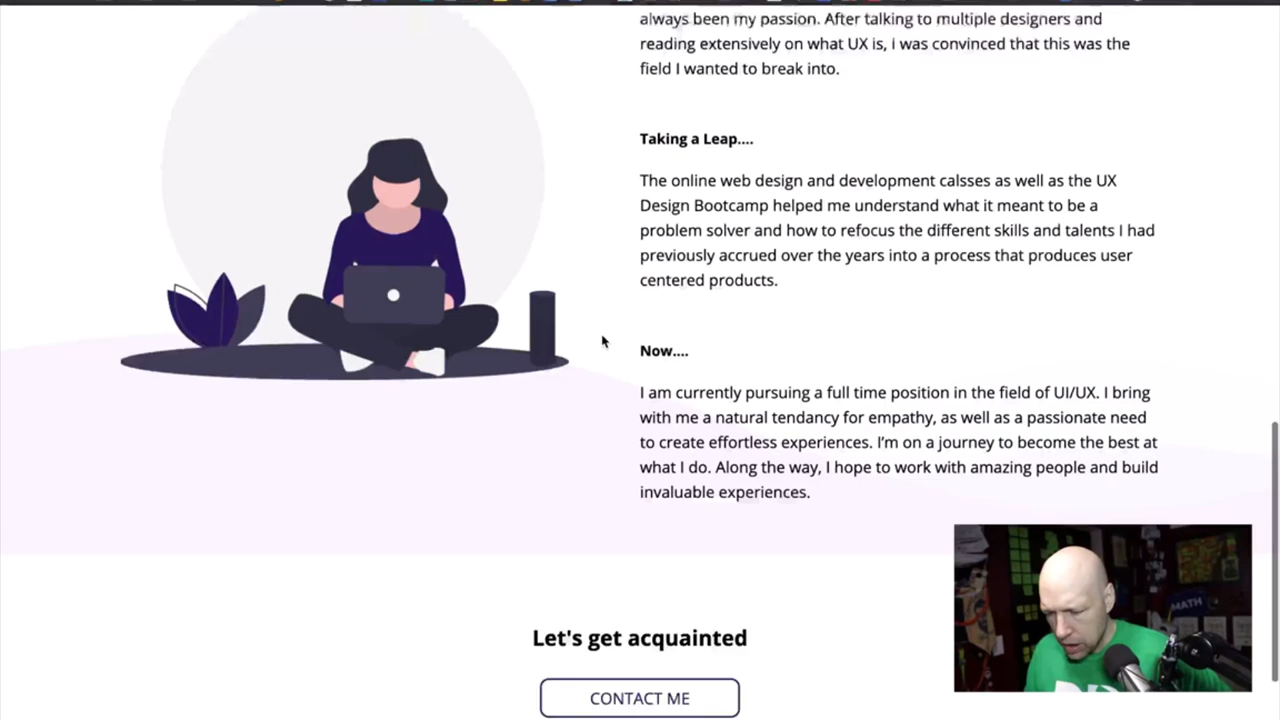 always been my passion. After talking to multiple designers and
reading extensively on what UX is, i was convinced that this was the
field I wanted to break into.
Taking a Leap....
The online web design and development calsses as well as the UX
Design Bootcamp helped me understand what it meant to be a
problem solver and how to refocus the different skills and talents I had
previously accrued over the years into a process that produces user
centered products.
Now....
I am currently pursuing a full time position in the field of UI/UX. I bring
with me a natural tendancy for empathy, as well as a passionate need
to create effortless experiences. I'm on a journey to become the best at
what I do. Along the way, I hope to work with amazing people and build
invaluable experiences.
MATH
Let's get acquainted
CONTACT ME